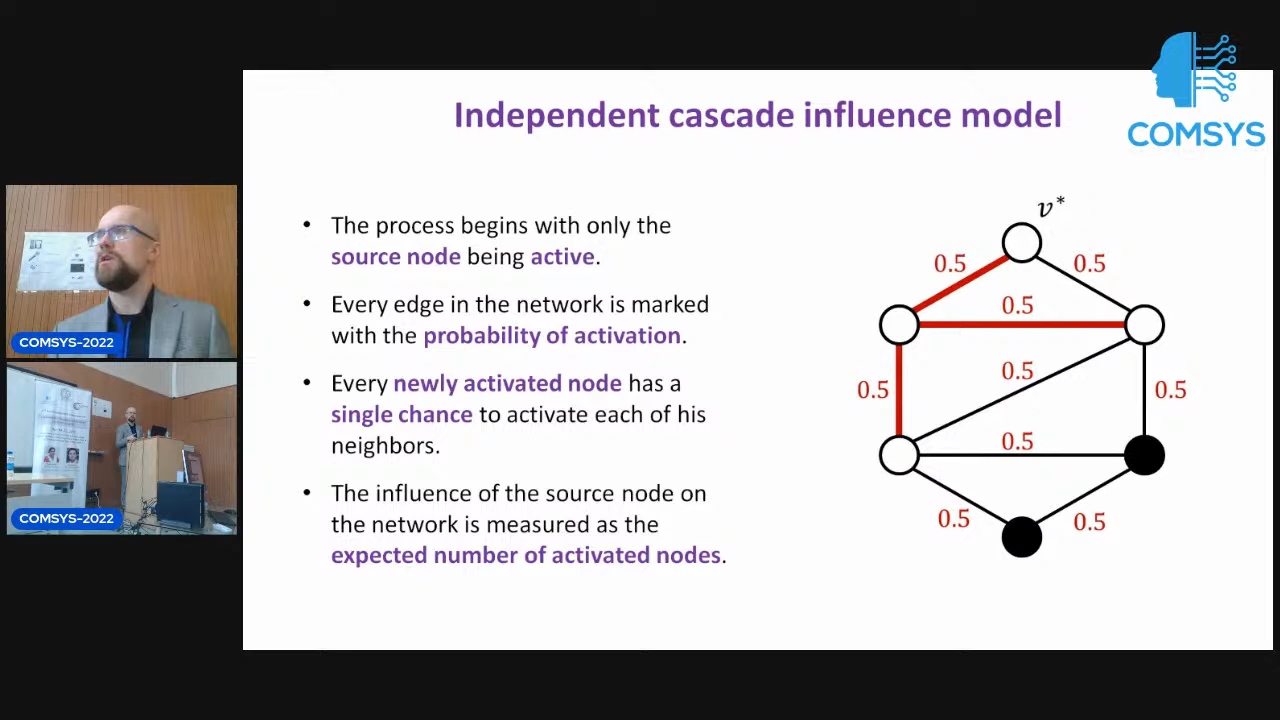 COMSYS
Independent cascade influence model
• The process begins with only the
source node being active.
• Every edge in the network is marked
with the probability of activation.
• Every newly activated node has a
single chance to activate each of his
neighbors.
• The influence of the source node on
the network is measured as the
expected number of activated nodes.
v*
0.5
0.5
0.5
0.5
0.5
0.5
0.5
0.5
0.5
COMSYS-2022
COMSYS-2022